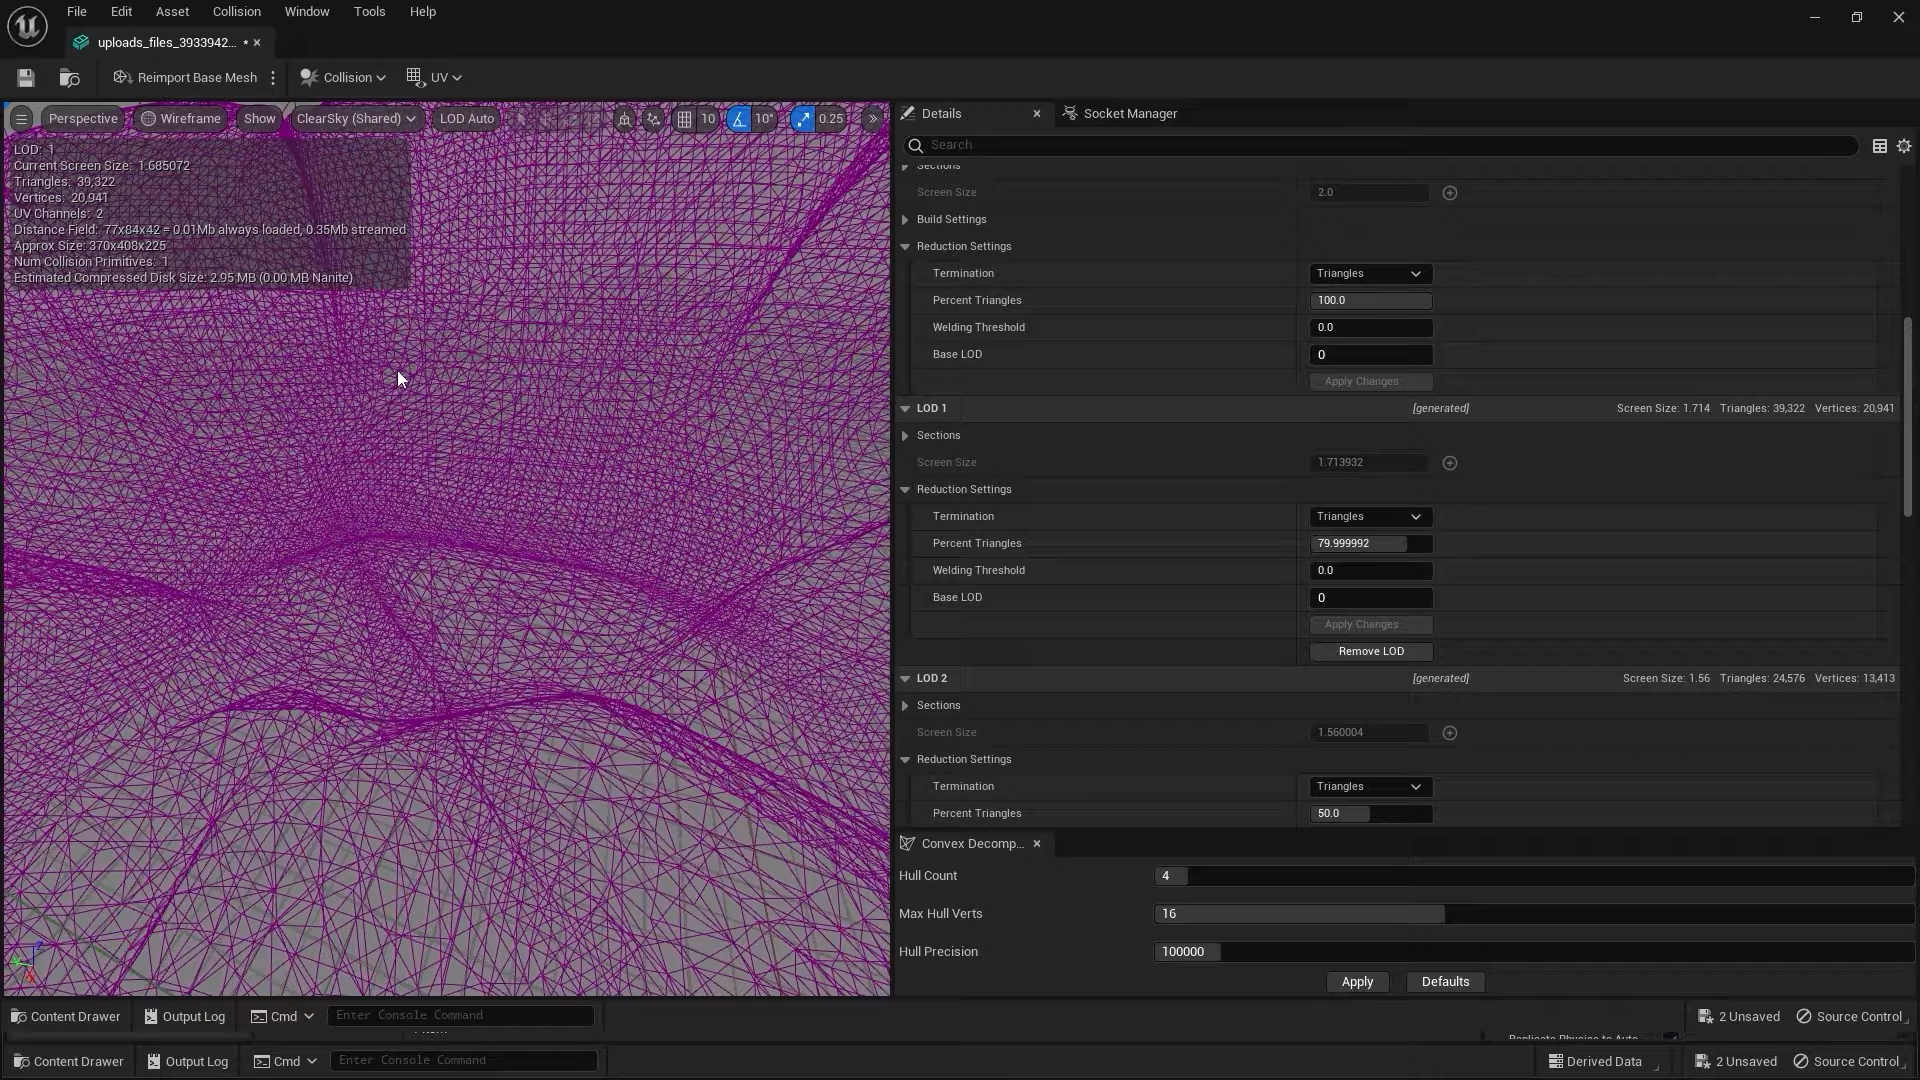 File Edit Asset Collision Window Tools Help
uploads_files_3933942... •
Reimport Base Mesh Collision UV
Perspective Wireframe Show ClearSky (Shared) LOD Auto 10 10° 0.25
LOD: 1
Current Screen Size: 1.685072
Triangles: 39,322
Vertices: 20,941
UV Channels: 2
Distance Field: 77x84x42 = 0.01Mb always loaded, 0.35Mb streamed
Approx Size: 370x408x225
Num Collision Primitives: 1
Estimated Compressed Disk Size: 2.95 MB (0.00 MB Nanite)
Details Socket Manager
Search
Sections
Screen Size 2.0
Build Settings
Reduction Settings
Termination Triangles
Percent Triangles 100.0
Welding Threshold 0.0
Base LOD 0
Apply Changes
LOD 1 [generated] Screen Size: 1.714 Triangles: 39,322 Vertices: 20,941
Sections
Screen Size 1.713932
Reduction Settings
Termination Triangles
Percent Triangles 79.999992
Welding Threshold 0.0
Base LOD 0
Apply Changes
Remove LOD
LOD 2 [generated] Screen Size: 1.56 Triangles: 24,576 Vertices: 13,413
Sections
Screen Size 1.560004
Reduction Settings
Termination Triangles
Percent Triangles 50.0
Convex Decomp...
Hull Count 4
Max Hull Verts 16
Hull Precision 100000
Apply Defaults
Content Drawer Output Log Cmd Enter Console Command 2 Unsaved Source Control
Content Drawer Output Log Cmd Enter Console Command Derived Data 2 Unsaved Source Control